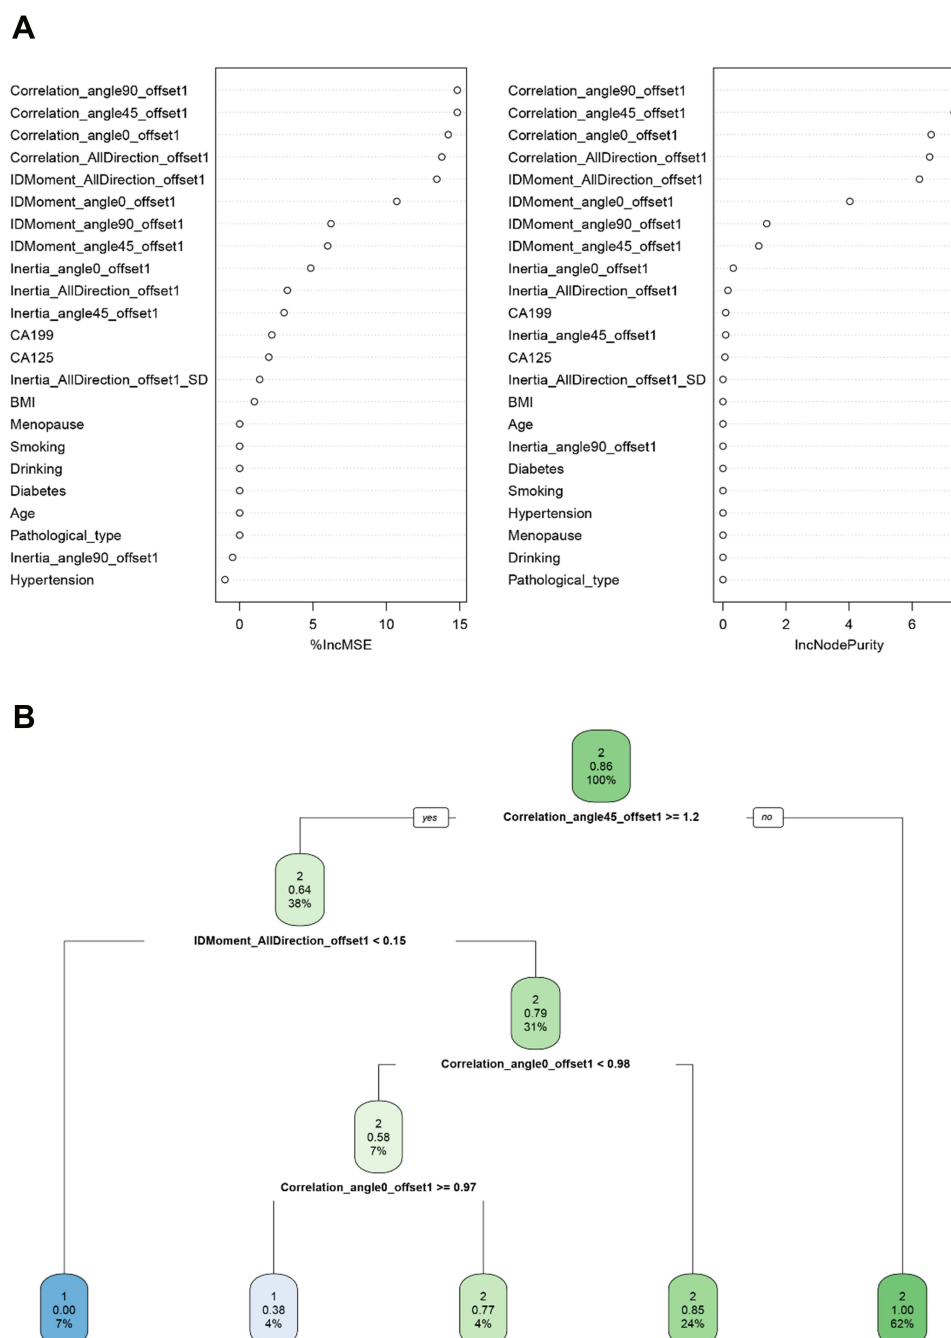 A
Correlation_angle90_offset1
Correlation_angle45_offset1
Correlation_angle0_offset1
Correlation_AllDirection_offset1
IDMoment_AllDirection_offset1
IDMoment_angle0_offset1
IDMoment_angle90_offset1
IDMoment_angle45_offset1
Inertia_angle0_offset1
Inertia_AllDirection_offset1
Inertia_angle45_offset1
CA199
CA125
Inertia_AllDirection_offset1_SD
BMI
Menopause
Smoking
Drinking
Diabetes
Age
Pathological_type
Inertia_angle90_offset1
Hypertension
0 5 10 15
%IncMSE
Correlation_angle90_offset1
Correlation_angle45_offset1
Correlation_angle0_offset1
Correlation_AllDirection_offset1
IDMoment_AllDirection_offset1
IDMoment_angle0_offset1
IDMoment_angle90_offset1
IDMoment_angle45_offset1
Inertia_angle0_offset1
Inertia_AllDirection_offset1
CA199
Inertia_angle45_offset1
CA125
Inertia_AllDirection_offset1_SD
BMI
Age
Inertia_angle90_offset1
Diabetes
Smoking
Hypertension
Menopause
Drinking
Pathological_type
0 2 4 6
IncNodePurity
B
2
0.86
100%
yes
Correlation_angle45_offset1 >= 1.2
no
2
0.64
38%
IDMoment_AllDirection_offset1 < 0.15
2
0.79
31%
Correlation_angle0_offset1 < 0.98
2
0.58
7%
Correlation_angle0_offset1 >= 0.97
1
0.00
7%
1
0.38
4%
2
0.77
4%
2
0.85
24%
2
1.00
62%